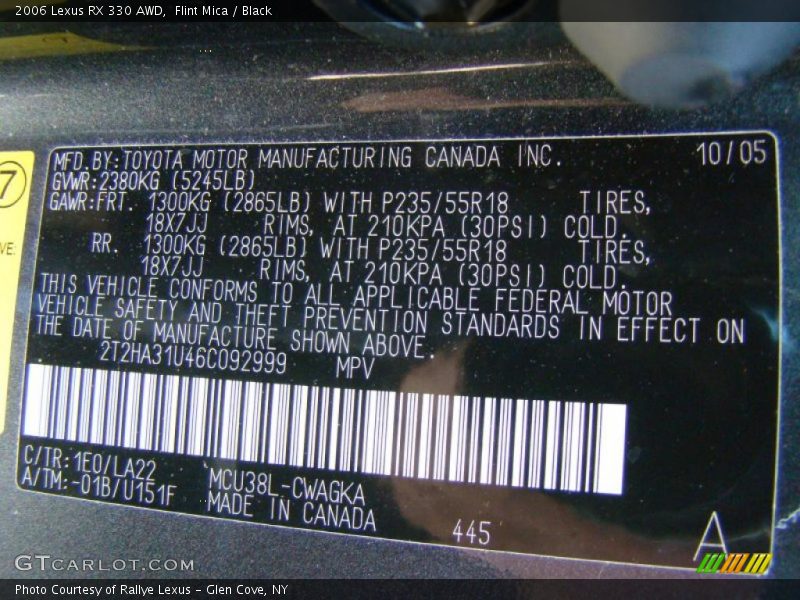 2006 Lexus RX 330 AWD,  Flint Mica / Black
7
VE:
MFD. BY: TOYOTA MOTOR MANUFACTURING CANADA INC. 10/05
GVWR: 2380KG (5245LB)
GAWR: FRT. 1300KG (2865LB) WITH P235/55R18 TIRES,
18X7JJ RIMS, AT 210KPA (30PSI) COLD.
RR. 1300KG (2865LB) WITH P235/55R18 TIRES,
18X7JJ RIMS, AT 210KPA (30PSI) COLD.
THIS VEHICLE CONFORMS TO ALL APPLICABLE FEDERAL MOTOR
VEHICLE SAFETY AND THEFT PREVENTION STANDARDS IN EFFECT ON
THE DATE OF MANUFACTURE SHOWN ABOVE.
2T2HA31U46C092999 MPV
C/TR: 1E0/LA22 MCU38L-CWAGKA
A/TM: -01B/U151F MADE IN CANADA
445 A
GTCARLOT.COM
Photo Courtesy of Rallye Lexus - Glen Cove, NY